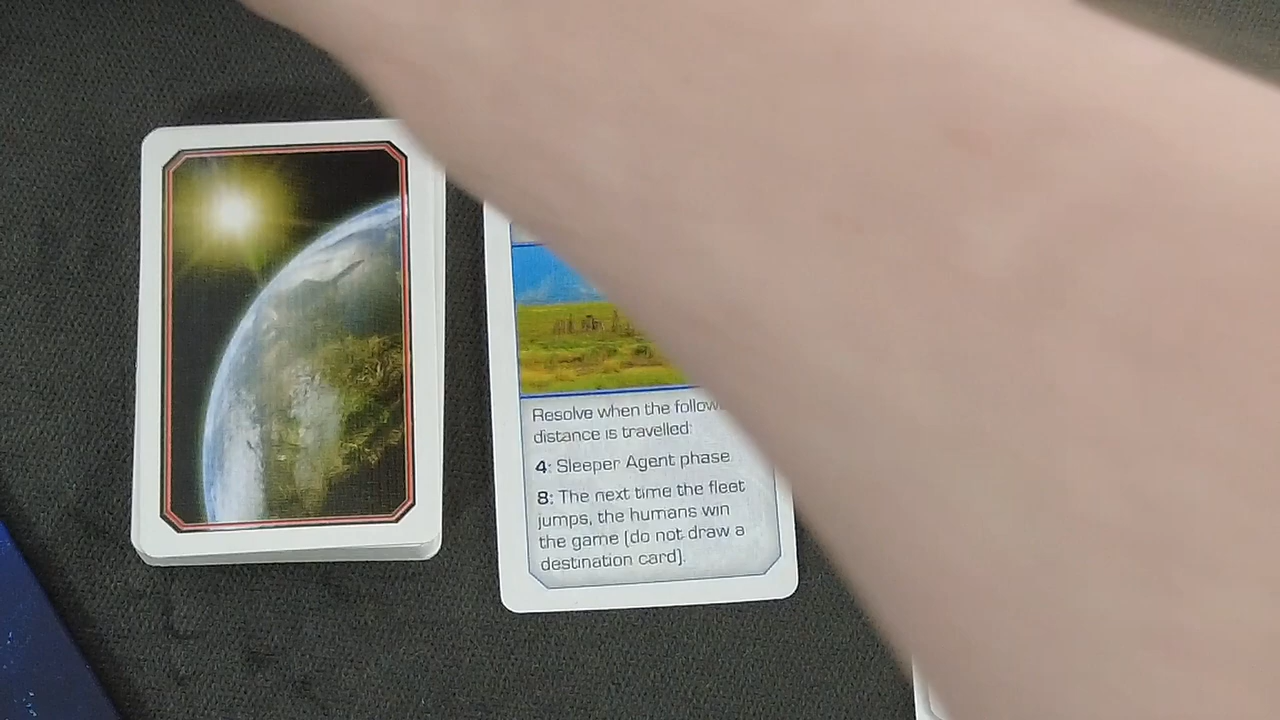 Resolve when the
distance is travelled:
4: Sleeper Agent phase
8: The next time the fleet
jumps, the humans win
the game (do not draw a
destination card).